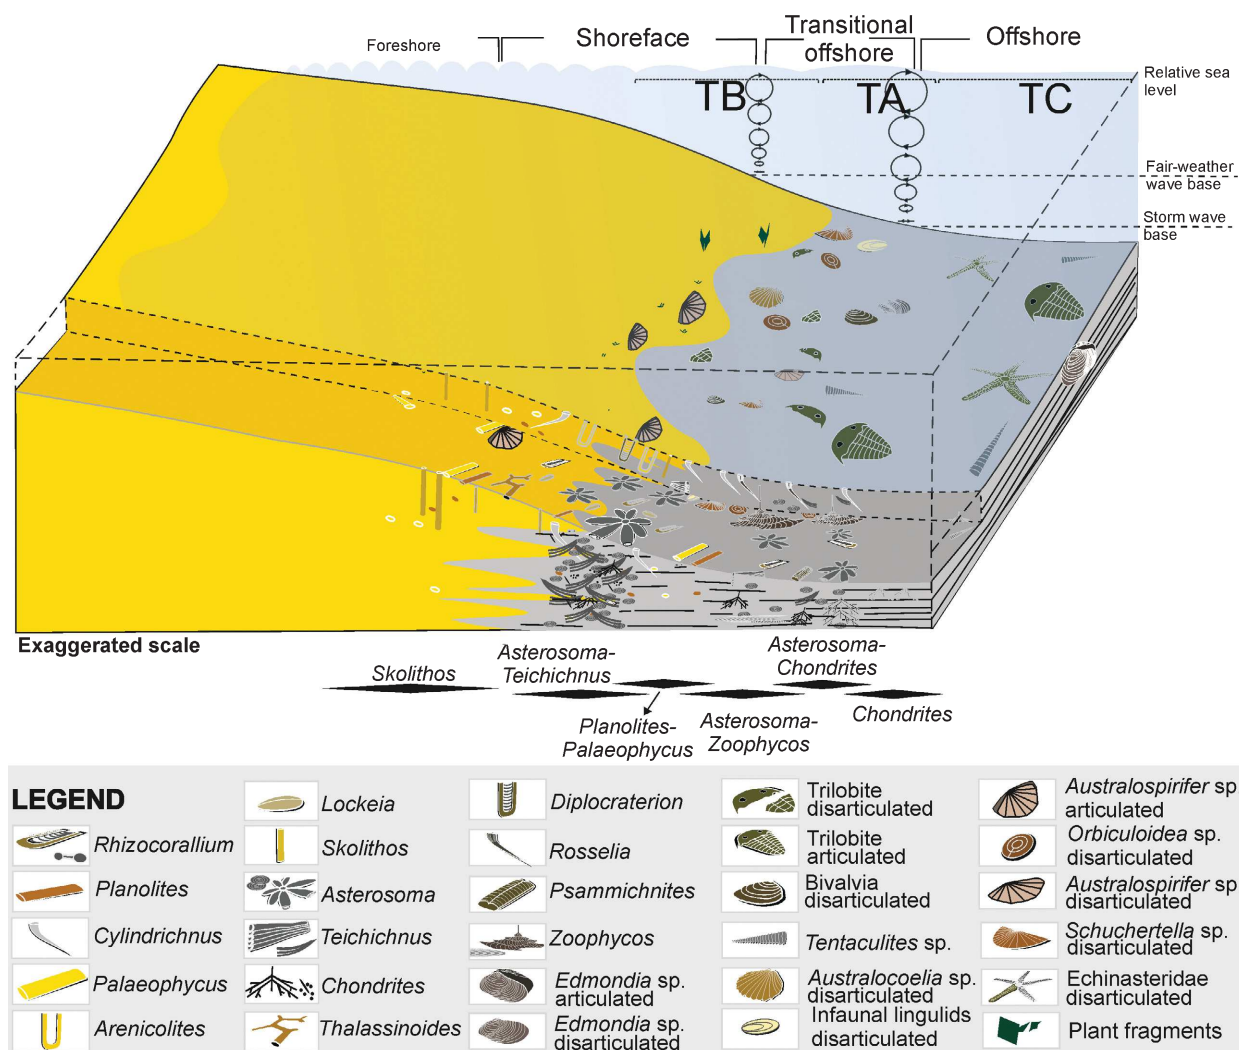 Foreshore
Shoreface
Transitional
offshore
Offshore
TB
TA
TC
Relative sea
level
Fair-weather
wave base
Storm wave
base
Exaggerated scale
Skolithos
Asterosoma-
Teichichnus
Planolites-
Palaeophycus
Asterosoma-
Zoophycos
Asterosoma-
Chondrites
Chondrites
LEGEND
Rhizocorallium
Planolites
Cylindrichnus
Palaeophycus
Arenicolites
Lockeia
Skolithos
Asterosoma
Teichichnus
Chondrites
Thalassinoides
Diplocraterion
Rosselia
Psammichnites
Zoophycos
Edmondia sp.
articulated
Edmondia sp.
disarticulated
Trilobite
disarticulated
Trilobite
articulated
Bivalvia
disarticulated
Tentaculites sp.
Australocoelia sp.
disarticulated
Infaunal lingulids
disarticulated
Australospirifer sp
articulated
Orbiculoidea sp.
disarticulated
Australospirifer sp
disarticulated
Schuchertella sp.
disarticulated
Echinasteridae
disarticulated
Plant fragments